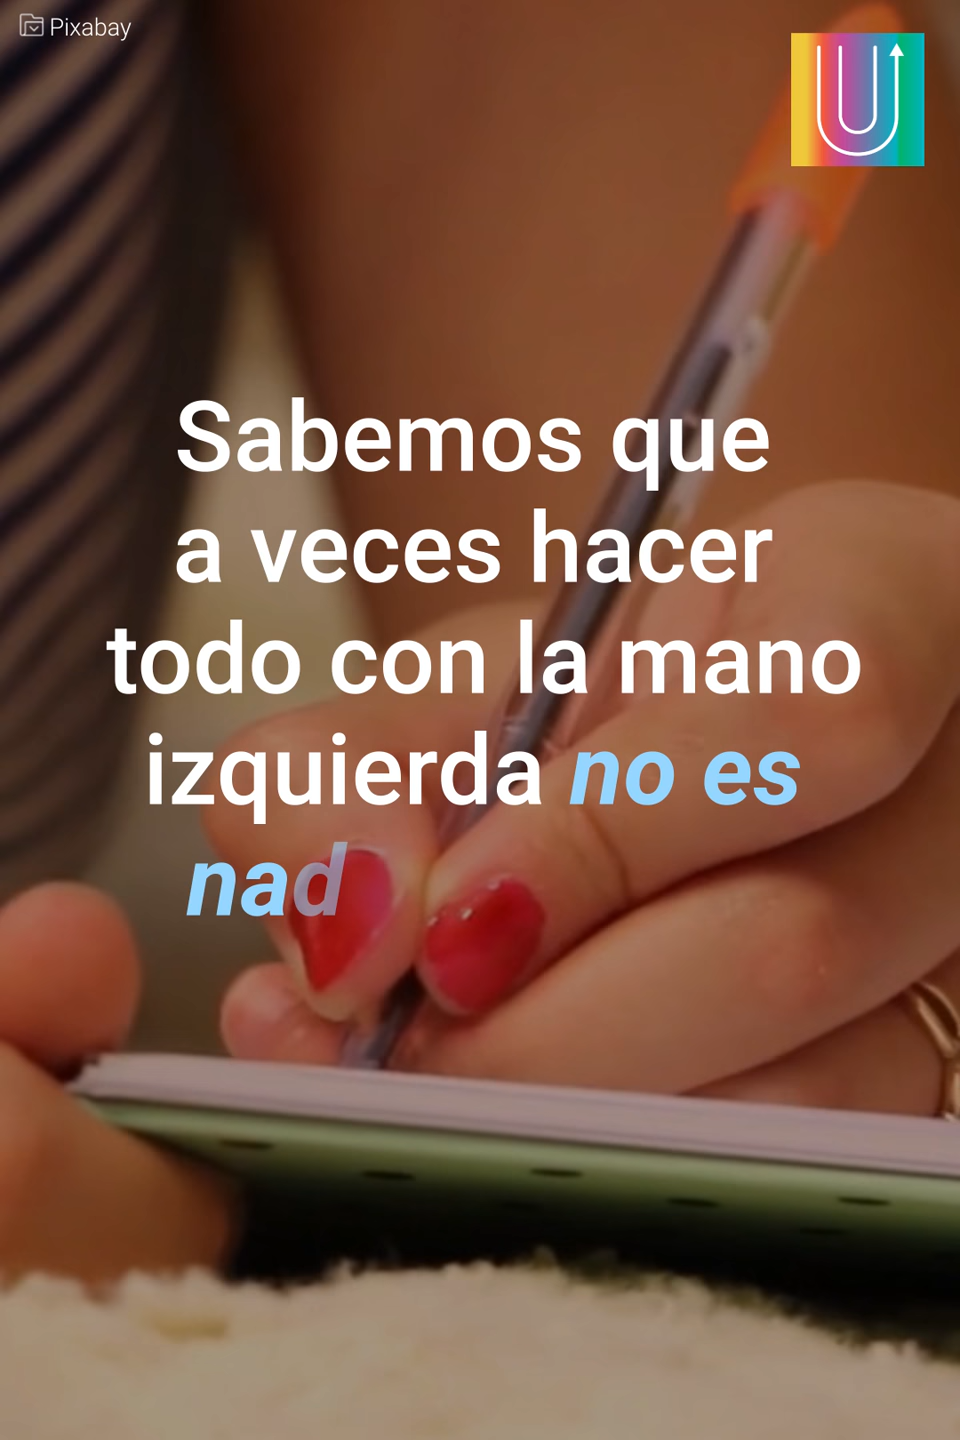 Pixabay
U
Sabemos que
a veces hacer
todo con la mano
izquierda no es
nad